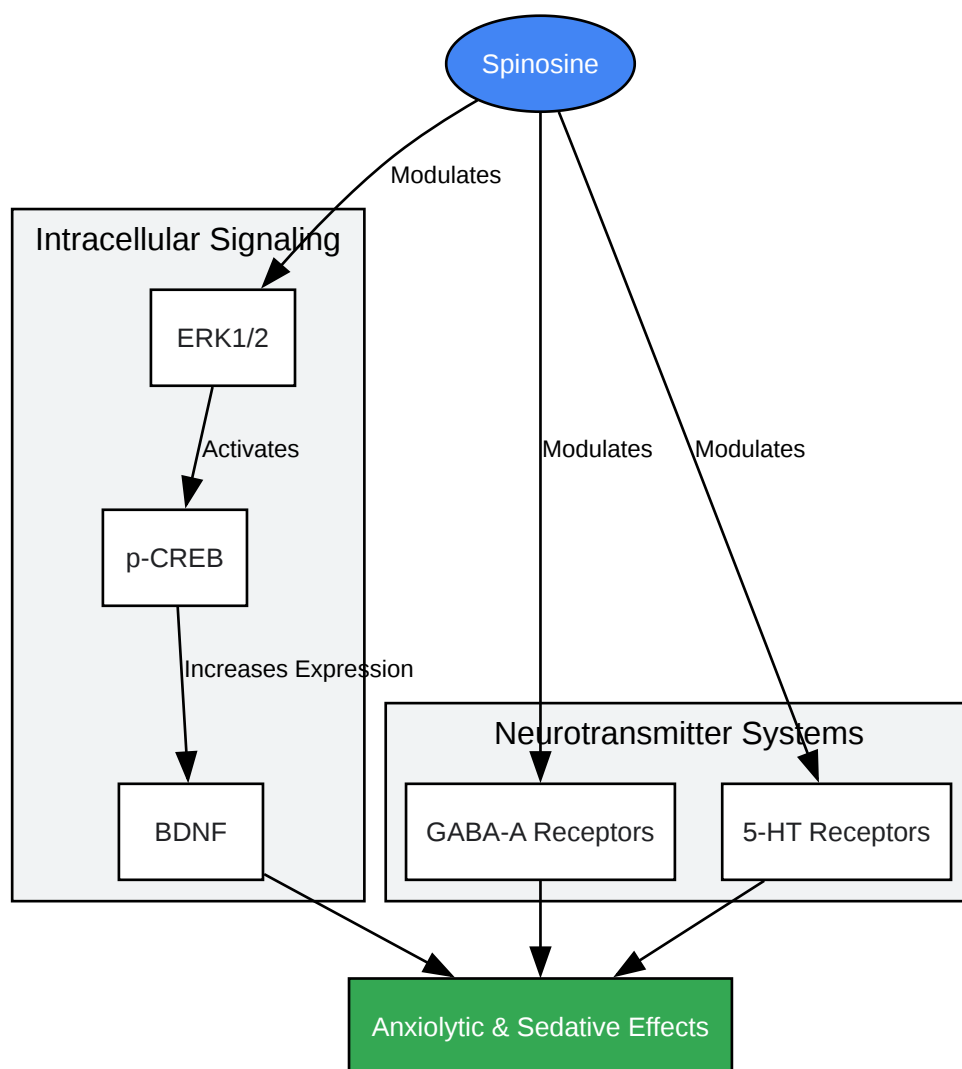 Spinosine
Modulates
Intracellular Signaling
ERK1/2
Activates
Modulates
Modulates
p-CREB
Increases Expression
Neurotransmitter Systems
BDNF
GABA-A Receptors
5-HT Receptors
Anxiolytic & Sedative Effects